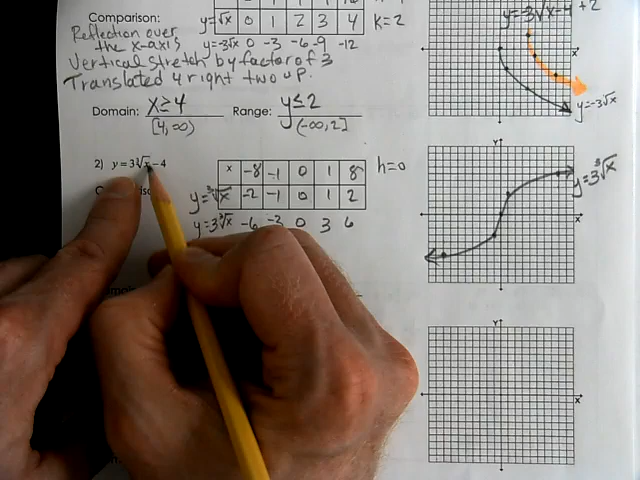 Comparison: y=√x 0 1 2 3 4 K=2
Reflection over
the x-axis y=-3√x 0 -3 -6 -9 -12
Vertical stretch by factor of 3
Translated 4 right two up.
y=-3√x-4 +2
y=-3√x
Domain: x≥4 Range: y≤2
[4,∞) (-∞,2]
2) y = 3∛x - 4 x -8 -1 0 1 8 h=0
y=∛x -2 -1 0 1 2
y=3∛x -6 -2 0 3 6
Y
X
y=3∛x
Y
X